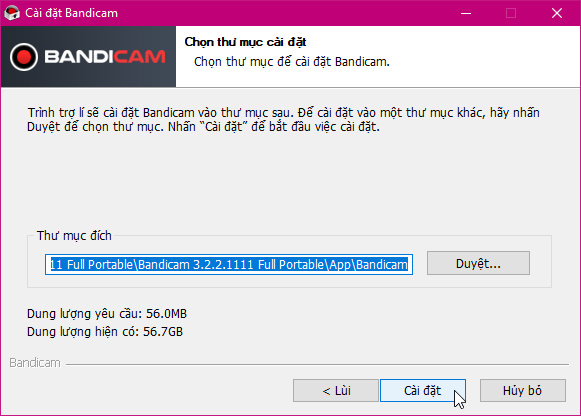 Cài đặt Bandicam
BANDICAM
Chọn thư mục cài đặt
Chọn thư mục để cài đặt Bandicam.
Trình trợ lí sẽ cài đặt Bandicam vào thư mục sau. Để cài đặt vào một thư mục khác, hãy nhấn
Duyệt để chọn thư mục. Nhấn “Cài đặt” để bắt đầu việc cài đặt.
Thư mục đích
11 Full Portable\Bandicam 3.2.2.1111 Full Portable\App\Bandicam
Duyệt...
Dung lượng yêu cầu: 56.0MB
Dung lượng hiện có: 56.7GB
Bandicam
< Lùi
Cài đặt
Hủy bỏ